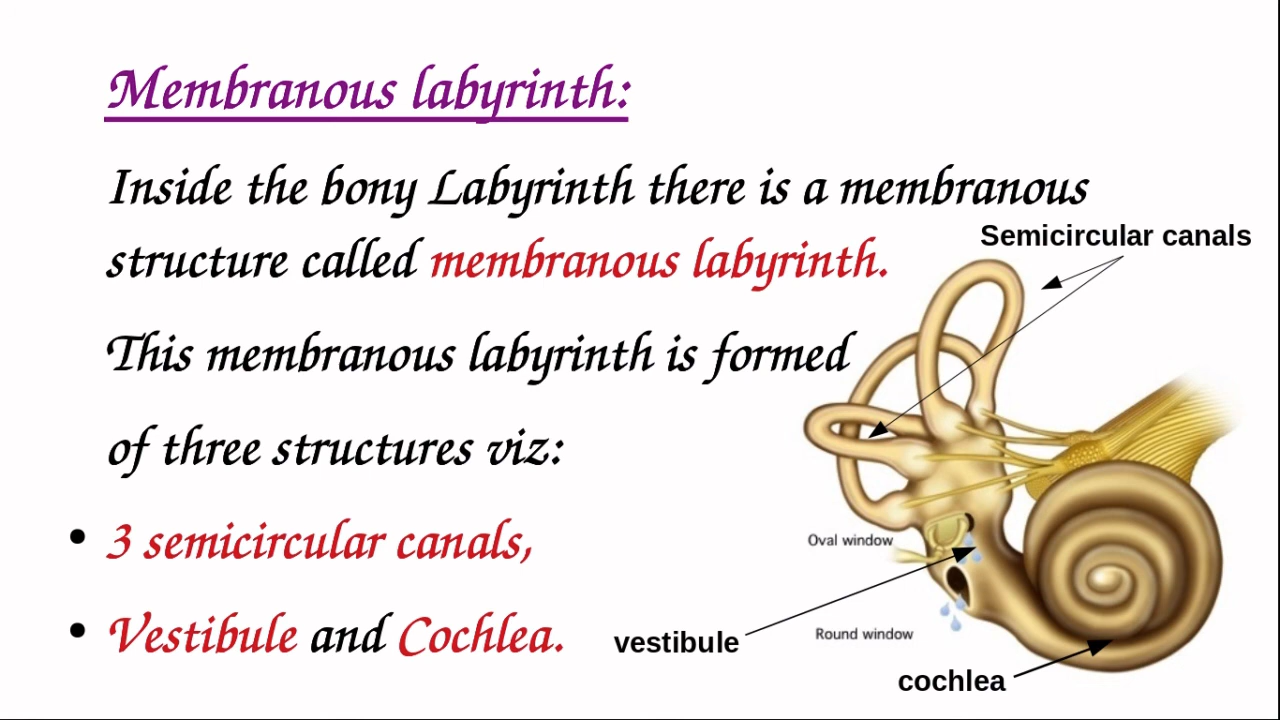 Membranous labyrinth:
Inside the bony Labyrinth there is a membranous
structure called membranous labyrinth.
This membranous labyrinth is formed
of three structures viz:
• 3 semicircular canals,
• Vestibule and Cochlea.
Semicircular canals
Oval window
vestibule
Round window
cochlea